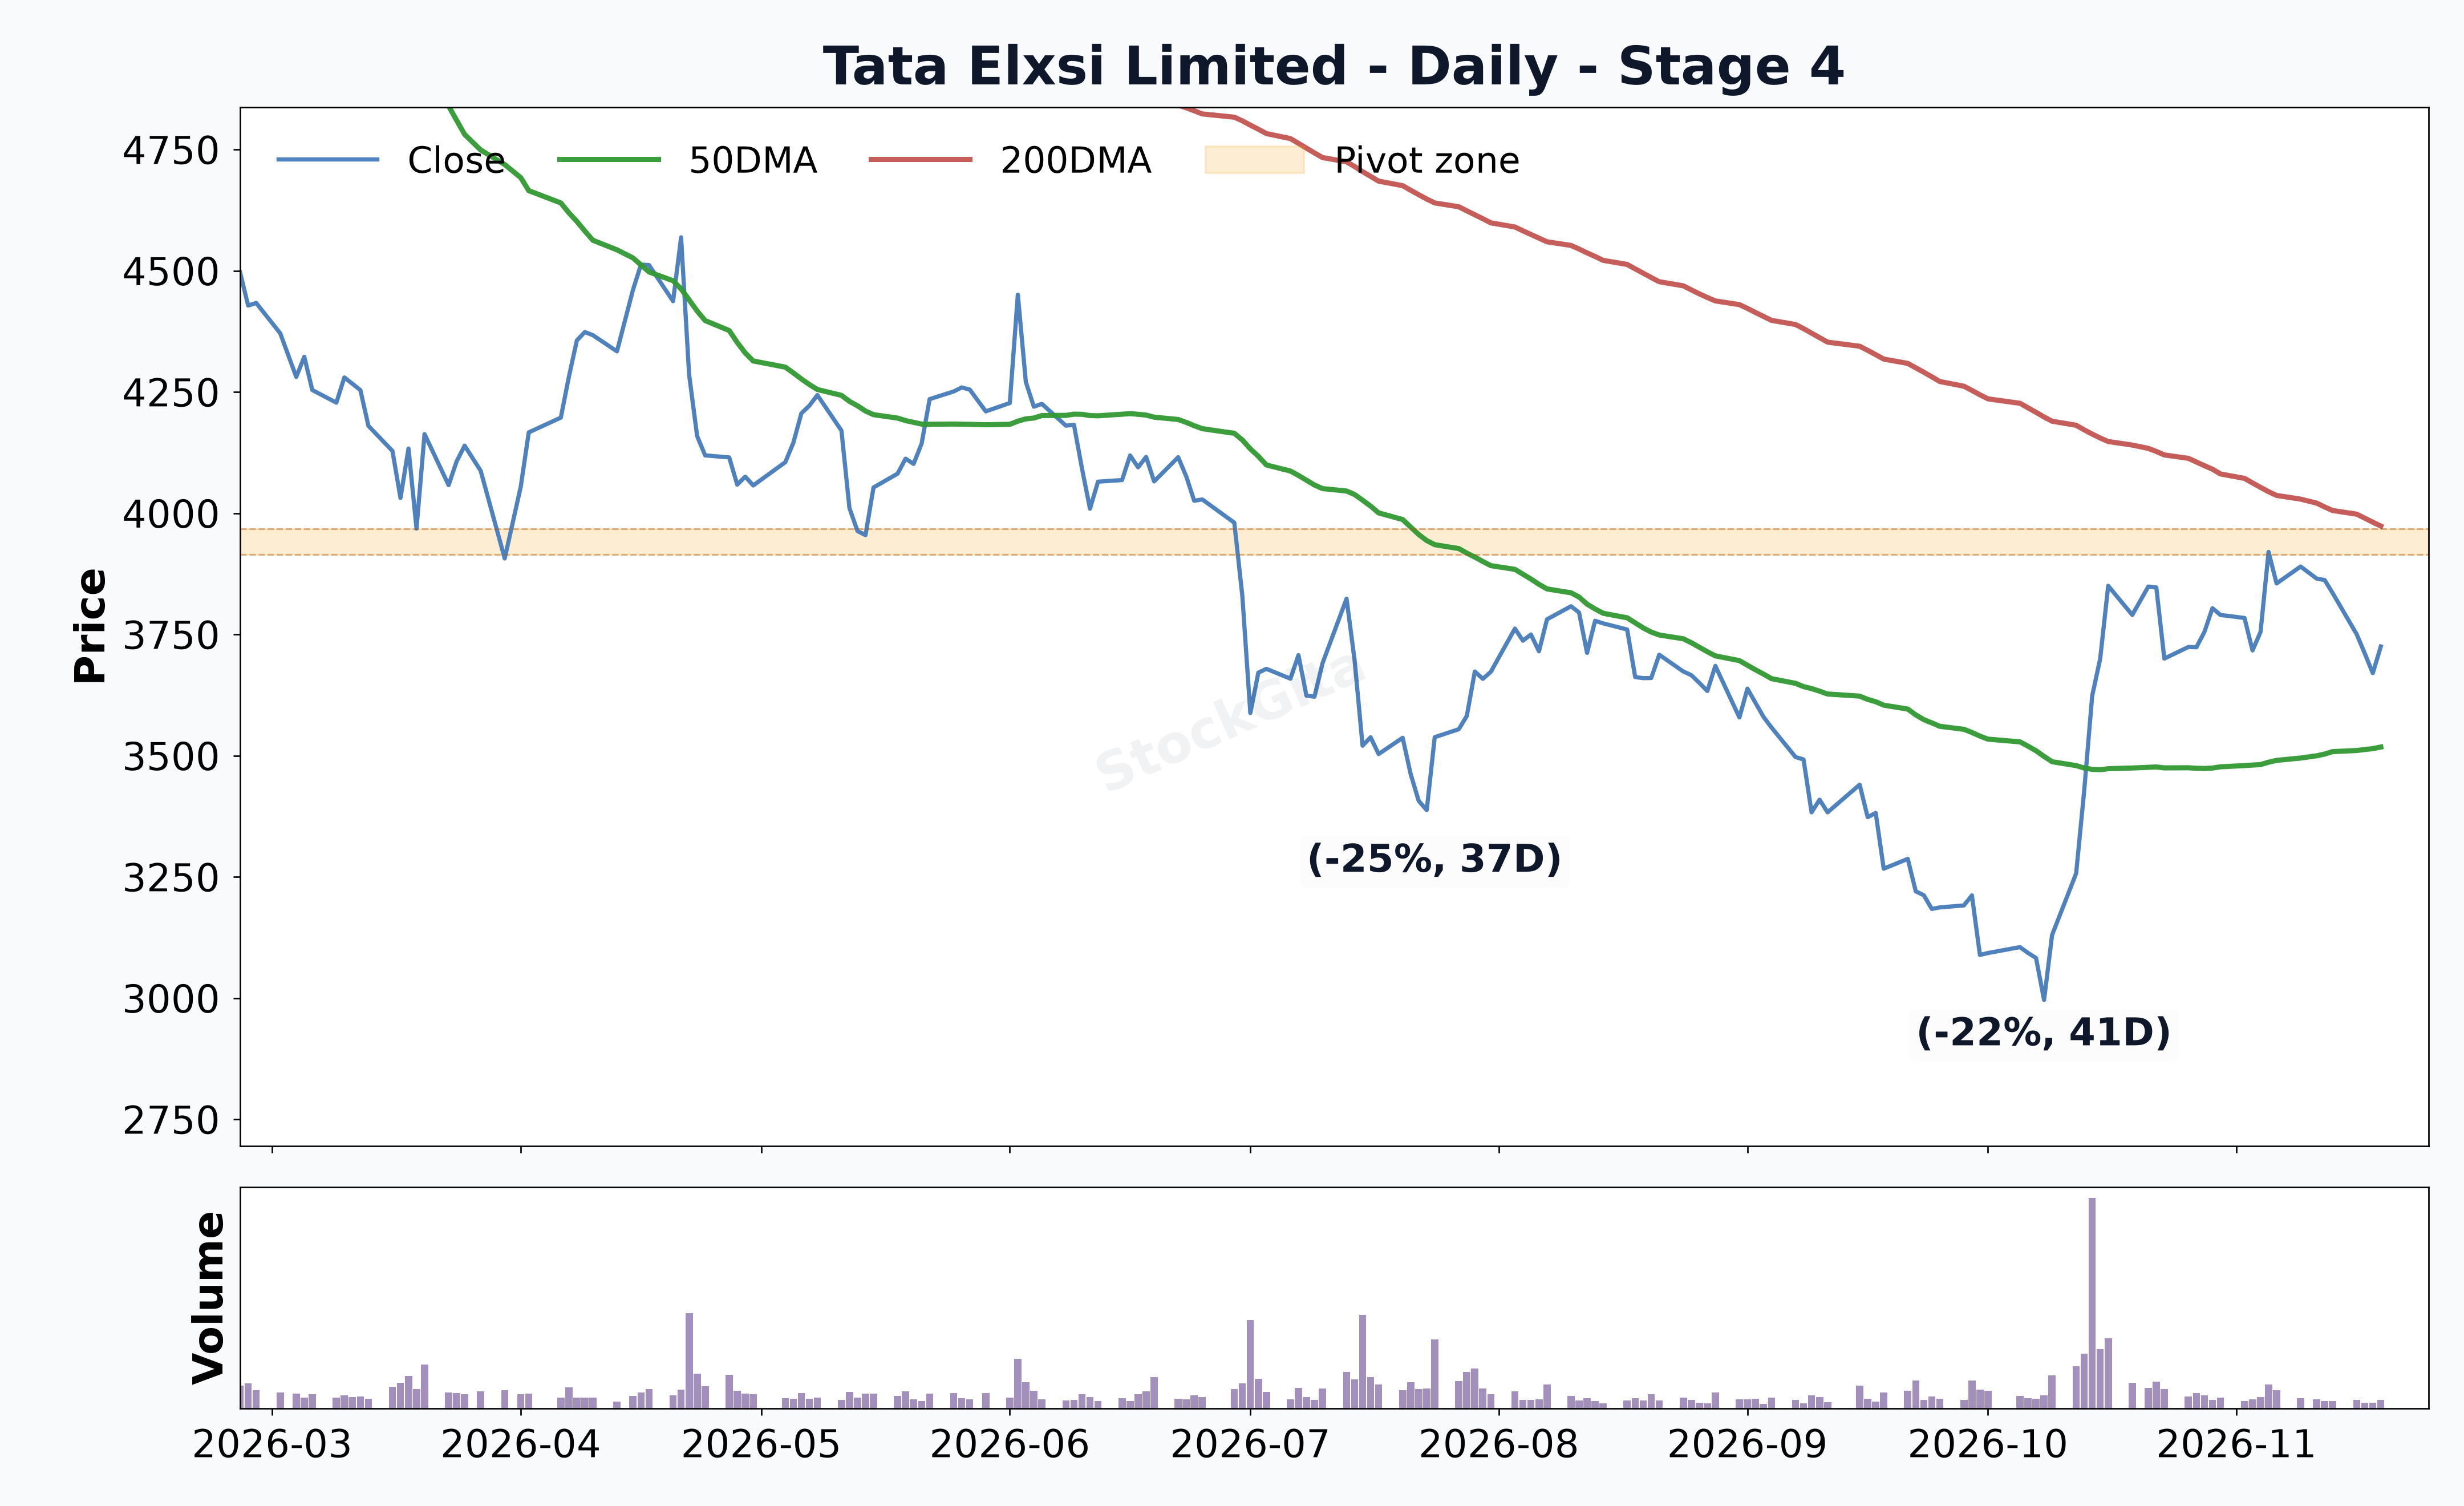 Tata Elxsi Limited - Daily - Stage 4
Close 50DMA 200DMA Pivot zone
4750
4500
4250
4000
3750
3500
3250
3000
2750
Price
StockGita
(-25%, 37D)
(-22%, 41D)
Volume
2026-03 2026-04 2026-05 2026-06 2026-07 2026-08 2026-09 2026-10 2026-11